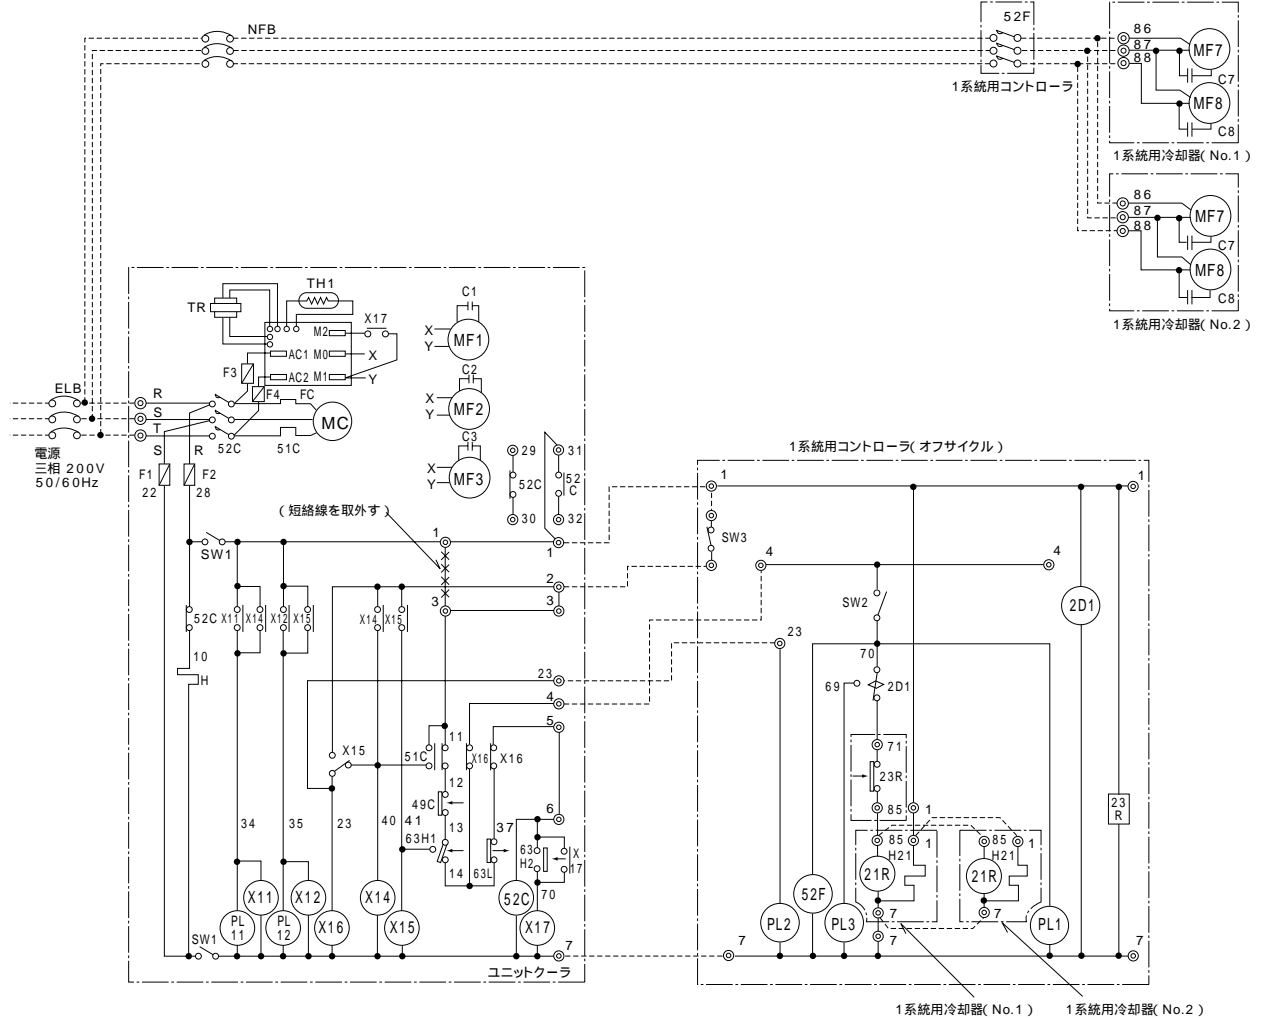 NFB
52F
1系統用コントローラ
86
87
88
MF7
C7
MF8
C8
1系統用冷却器(No.1)
86
87
88
MF7
C7
MF8
C8
1系統用冷却器(No.2)
TR
TH1
X17
M2
AC1 M0
X
AC2 M1
Y
F3
F4
FC
MC
52C
51C
C1
X
Y
MF1
C2
X
Y
MF2
C3
X
Y
MF3
ELB
R
S
T
電源
三相 200V
50/60Hz
S
R
F1
F2
22
28
29
52C
30
31
52
C
32
(短絡線を取外す)
SW1
1
1
2
3
3
52C
X11
X14
X12
X15
X14
X15
10
H
23
4
5
X15
51C
11
X16
X16
12
49C
6
34
35
23
40
41
13
63H1
37
14
63L
63
H2
X
17
70
X11
X12
X14
52C
PL
11
PL
12
X16
X15
X17
SW1
7
ユニットクーラ
1系統用コントローラ(オフサイクル)
1
1
SW3
4
4
SW2
2D1
23
70
69
2D1
71
23R
85
1
23
R
85
H21
1
85
H21
1
21R
21R
52F
PL2
PL3
PL1
7
7
7
7
7
1系統用冷却器(No.1)
1系統用冷却器(No.2)